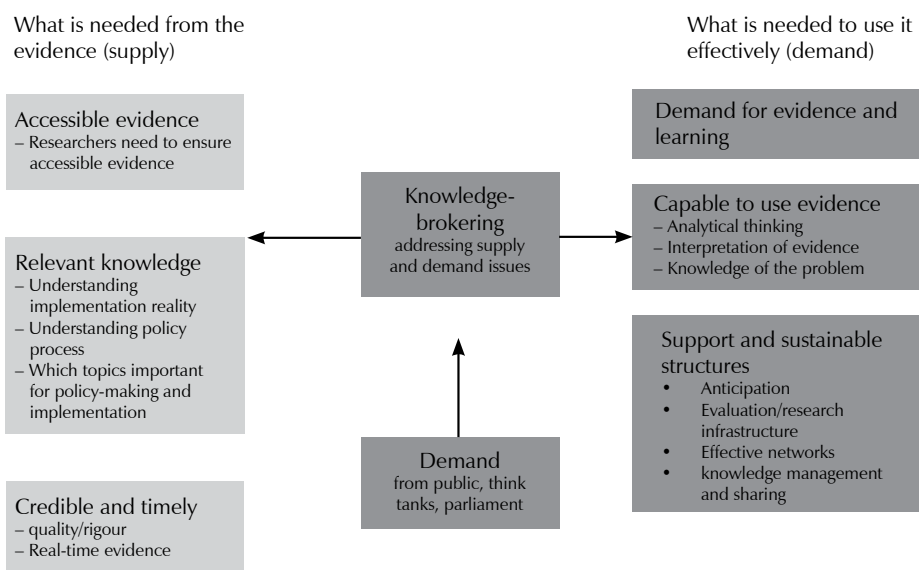 What is needed from the
evidence (supply)
Accessible evidence
– Researchers need to ensure
accessible evidence
Relevant knowledge
– Understanding
implementation reality
– Understanding policy
process
– Which topics important
for policy-making and
implementation
Credible and timely
– quality/rigour
– Real-time evidence
Knowledge-
brokering
addressing supply
and demand issues
Demand
from public, think
tanks, parliament
What is needed to use it
effectively (demand)
Demand for evidence and
learning
Capable to use evidence
– Analytical thinking
– Interpretation of evidence
– Knowledge of the problem
Support and sustainable
structures
• Anticipation
• Evaluation/research
infrastructure
• Effective networks
• knowledge management
and sharing